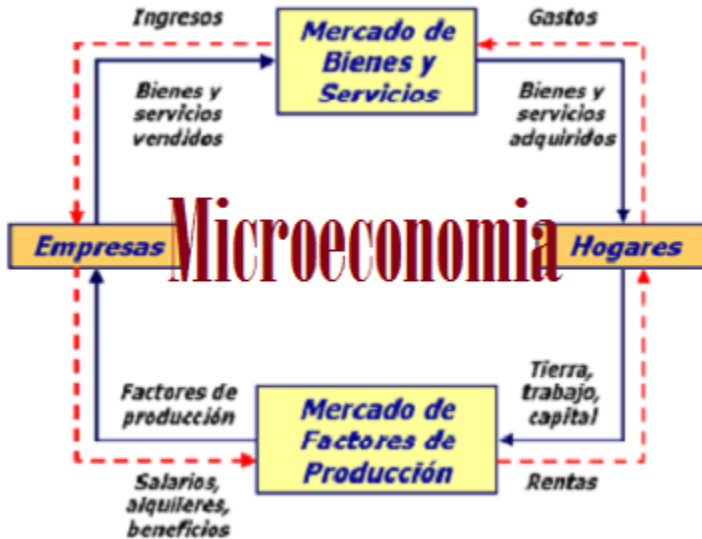 Ingresos
Mercado de
Bienes y
Servicios
Gastos
Bienes y
servicios
vendidos
Bienes y
servicios
adquiridos
Empresas
Microeconomia
Hogares
Factores de
producción
Mercado de
Factores de
Producción
Tierra,
trabajo,
capital
Salarios,
alquileres,
beneficios
Rentas